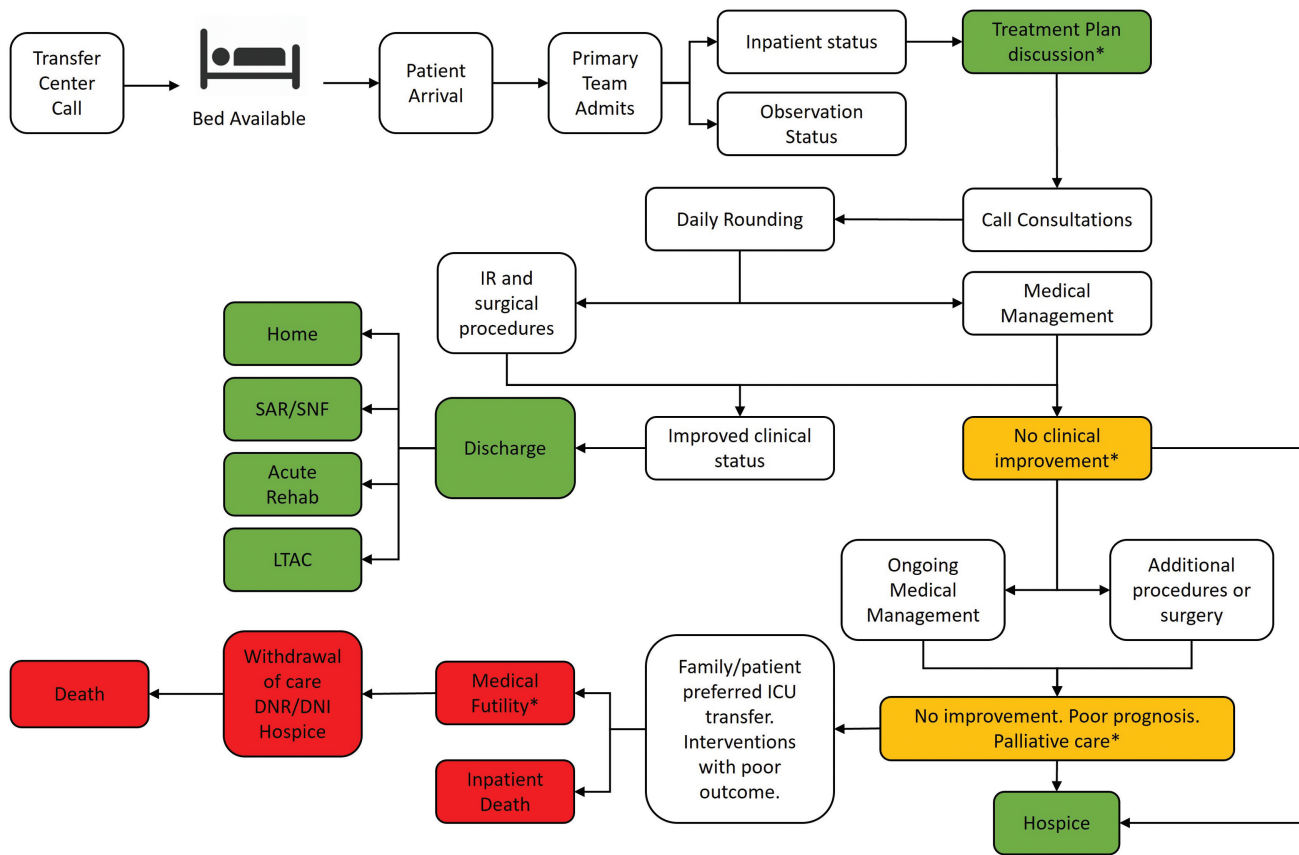 Transfer
Center
Call
Bed Available
Patient
Arrival
Primary
Team
Admits
Inpatient status
Observation
Status
Treatment Plan
discussion*
Call Consultations
Daily Rounding
IR and
surgical
procedures
Medical
Management
Home
SAR/SNF
Acute
Rehab
LTAC
Discharge
Improved clinical
status
No clinical
improvement*
Ongoing
Medical
Management
Additional
procedures or
surgery
Death
Withdrawal
of care
DNR/DNI
Hospice
Medical
Futility*
Inpatient
Death
Family/patient
preferred ICU
transfer.
Interventions
with poor
outcome.
No improvement. Poor prognosis.
Palliative care*
Hospice